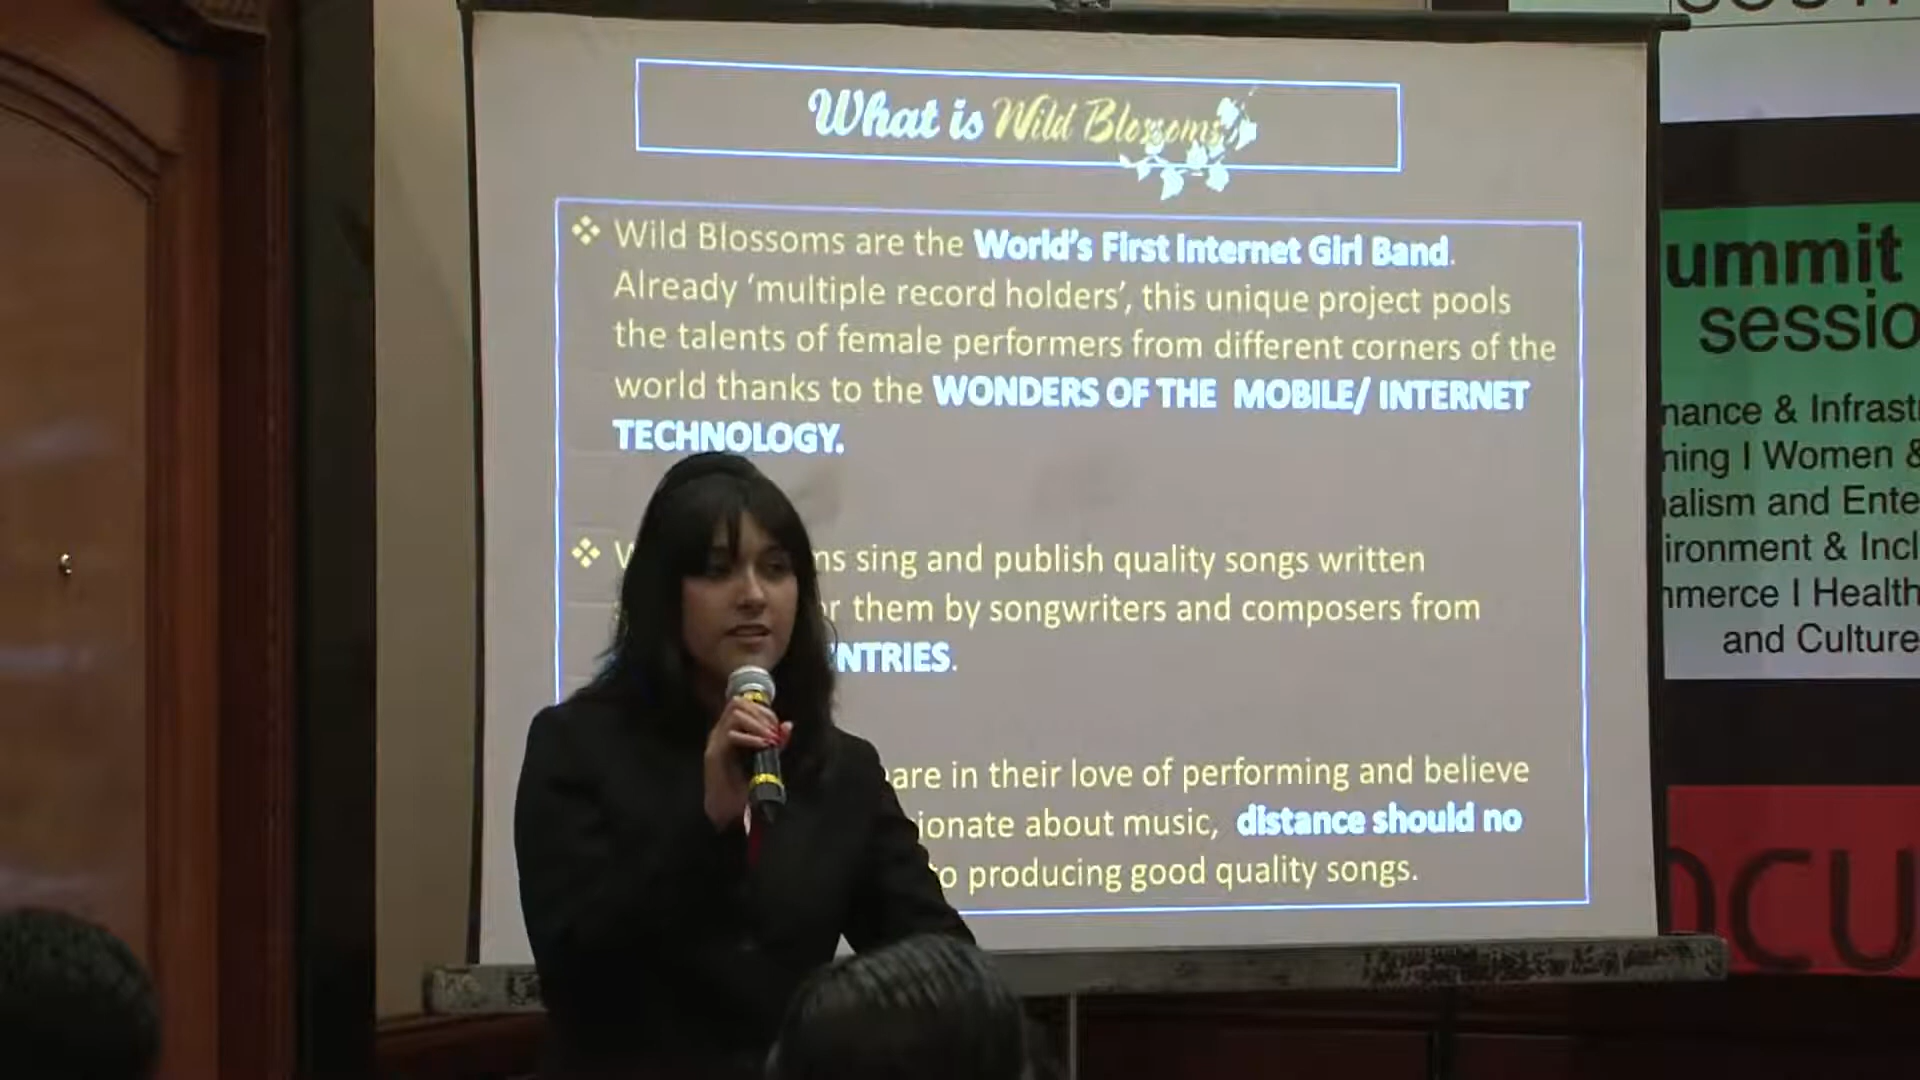 What is Wild Blossoms?
Wild Blossoms are the World's First Internet Girl Band.
Already 'multiple record holders', this unique project pools
the talents of female performers from different corners of the
world thanks to the WONDERS OF THE MOBILE/ INTERNET
TECHNOLOGY.
sing and publish quality songs written
them by songwriters and composers from
NTRIES.
are in their love of performing and believe
ionate about music, distance should no
producing good quality songs.
ummit
sessio
nance & Infrast
ning I Women &
alism and Ente
ironment & Incl
mmerce I Health
and Culture